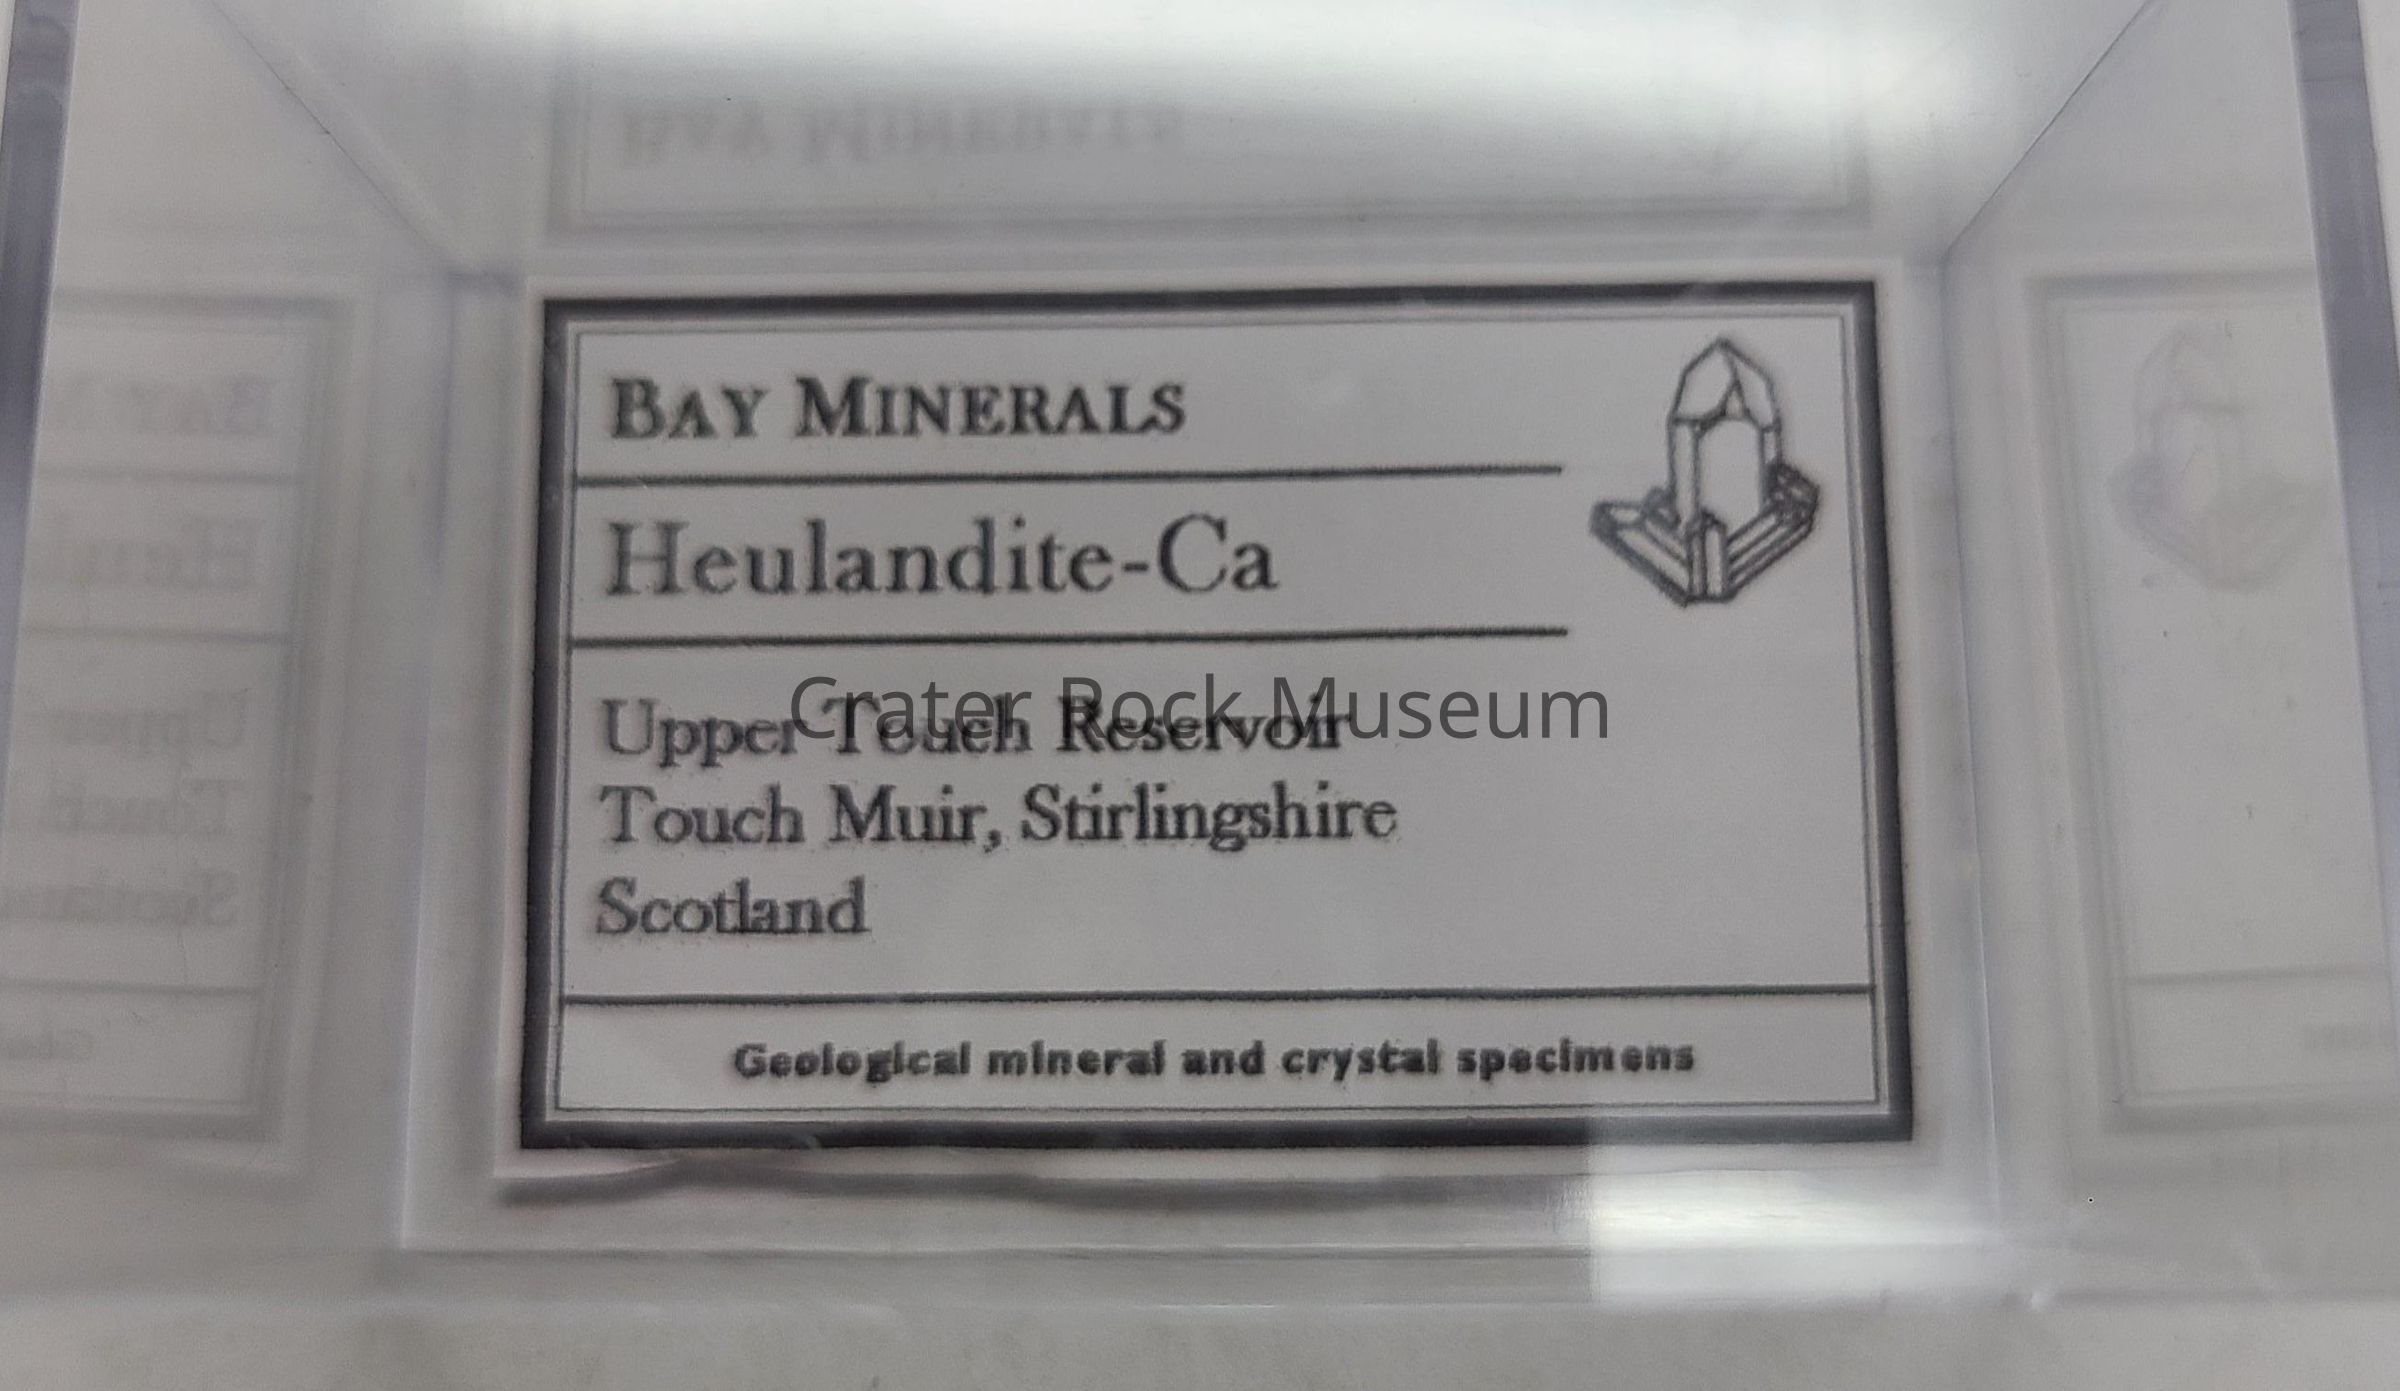 BAY MINERALS
Heulandite-Ca
Crater Rock Museum
Upper Touch Reservoir
Touch Muir, Stirlingshire
Scotland
Geological mineral and crystal specimens